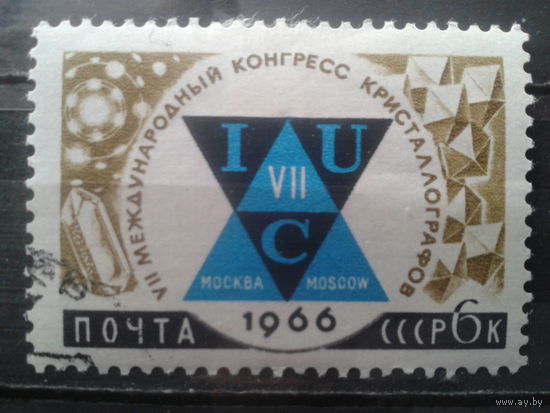 VII МЕЖДУНАРОДНЫЙ КОНГРЕСС КРИСТАЛЛОГРАФОВ
I U
VII
C
МОСКВА MOSCOW
1966
ПОЧТА СССР 6 К
www.ay.by